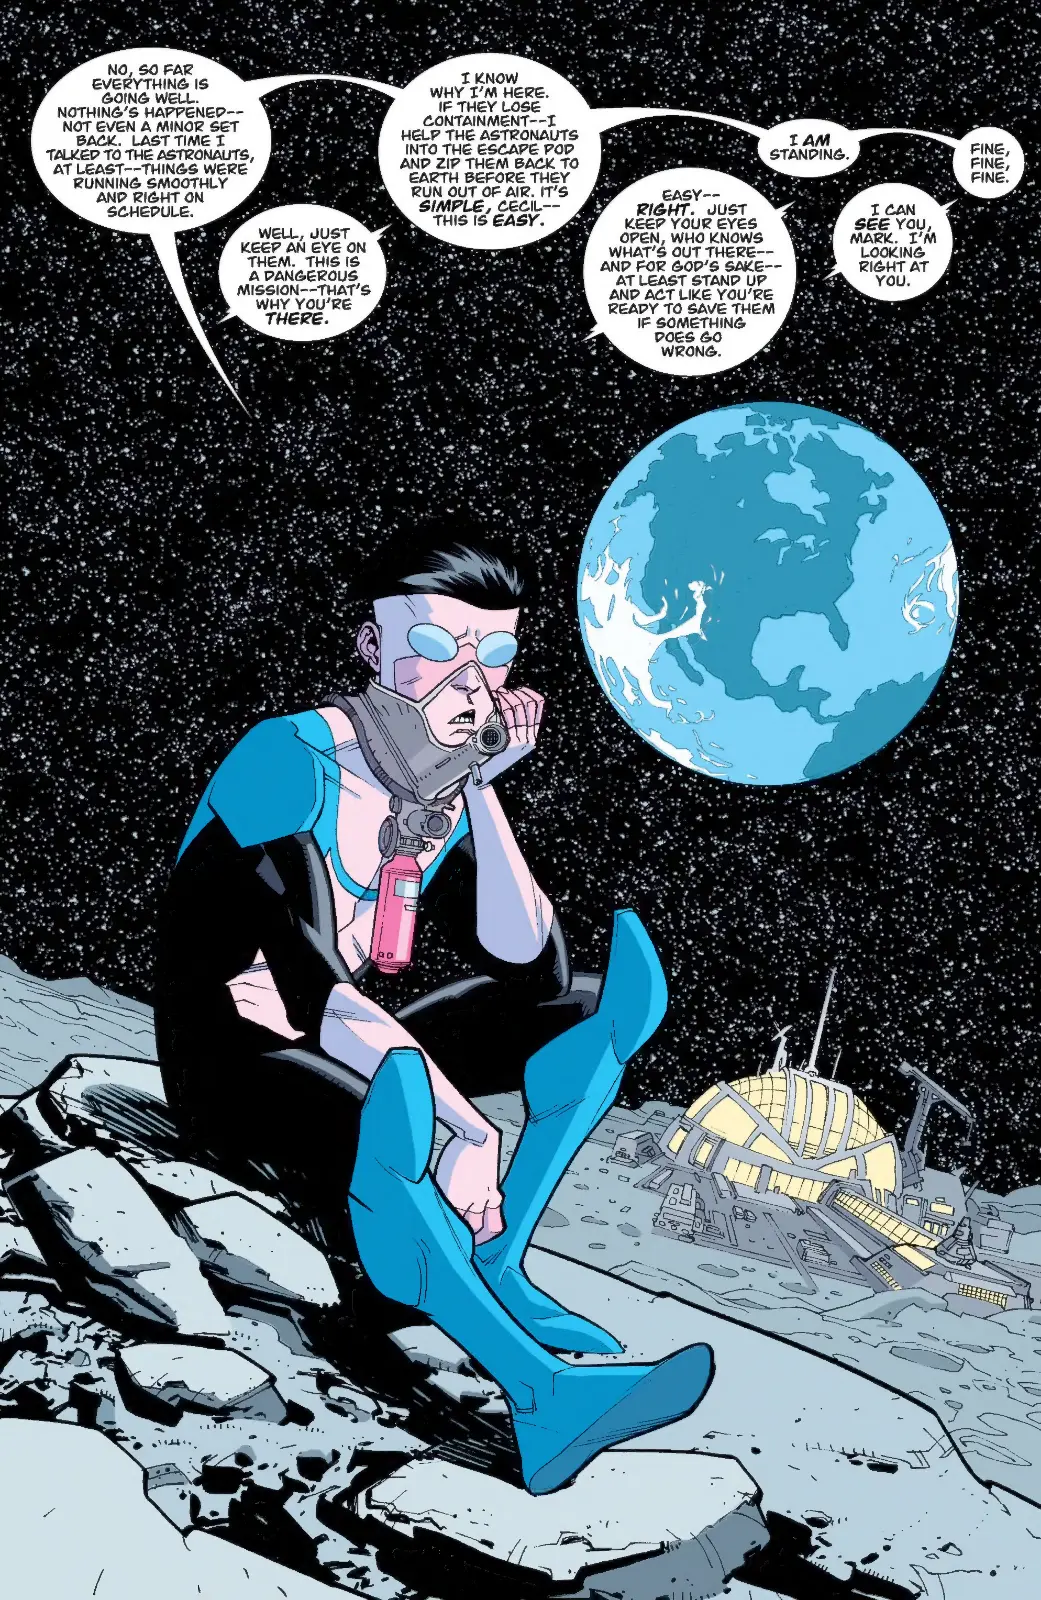 NO, SO FAR
EVERYTHING IS
GOING WELL.
NOTHING'S HAPPENED--
NOT EVEN A MINOR SET
BACK. LAST TIME I
TALKED TO THE ASTRONAUTS,
AT LEAST--THINGS WERE
RUNNING SMOOTHLY
AND RIGHT ON
SCHEDULE.
WELL, JUST
KEEP AN EYE ON
THEM. THIS IS
A DANGEROUS
MISSION--THAT'S
WHY YOU'RE
THERE.
I KNOW
WHY I'M HERE.
IF THEY LOSE
CONTAINMENT--I
HELP THE ASTRONAUTS
INTO THE ESCAPE POD
AND ZIP THEM BACK TO
EARTH BEFORE THEY
RUN OUT OF AIR. IT'S
SIMPLE, CECIL--
THIS IS EASY.
EASY--
RIGHT. JUST
KEEP YOUR EYES
OPEN, WHO KNOWS
WHAT'S OUT THERE--
AND FOR GOD'S SAKE--
AT LEAST STAND UP
AND ACT LIKE YOU'RE
READY TO SAVE THEM
IF SOMETHING
DOES GO
WRONG.
I AM
STANDING.
I CAN
SEE YOU,
MARK. I'M
LOOKING
RIGHT AT
YOU.
FINE,
FINE,
FINE.